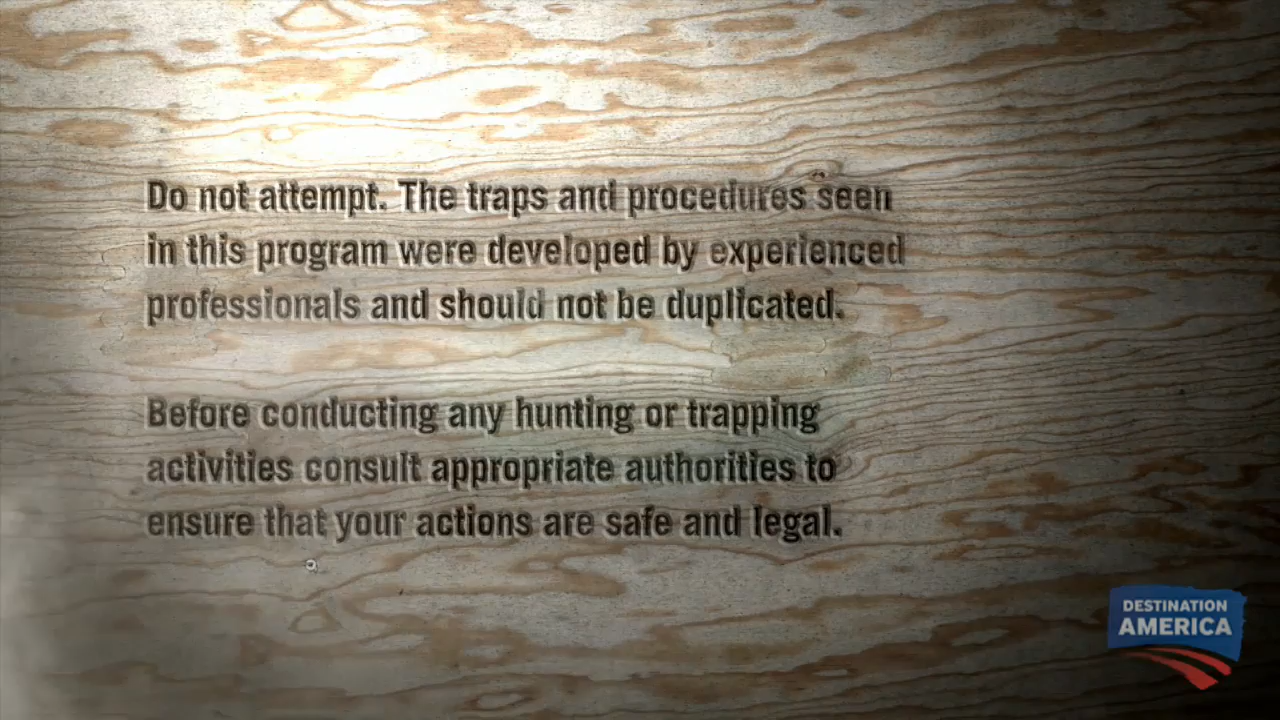 Do not attempt. The traps and procedures seen
in this program were developed by experienced
professionals and should not be duplicated.
Before conducting any hunting or trapping
activities consult appropriate authorities to
ensure that your actions are safe and legal.
DESTINATION
AMERICA